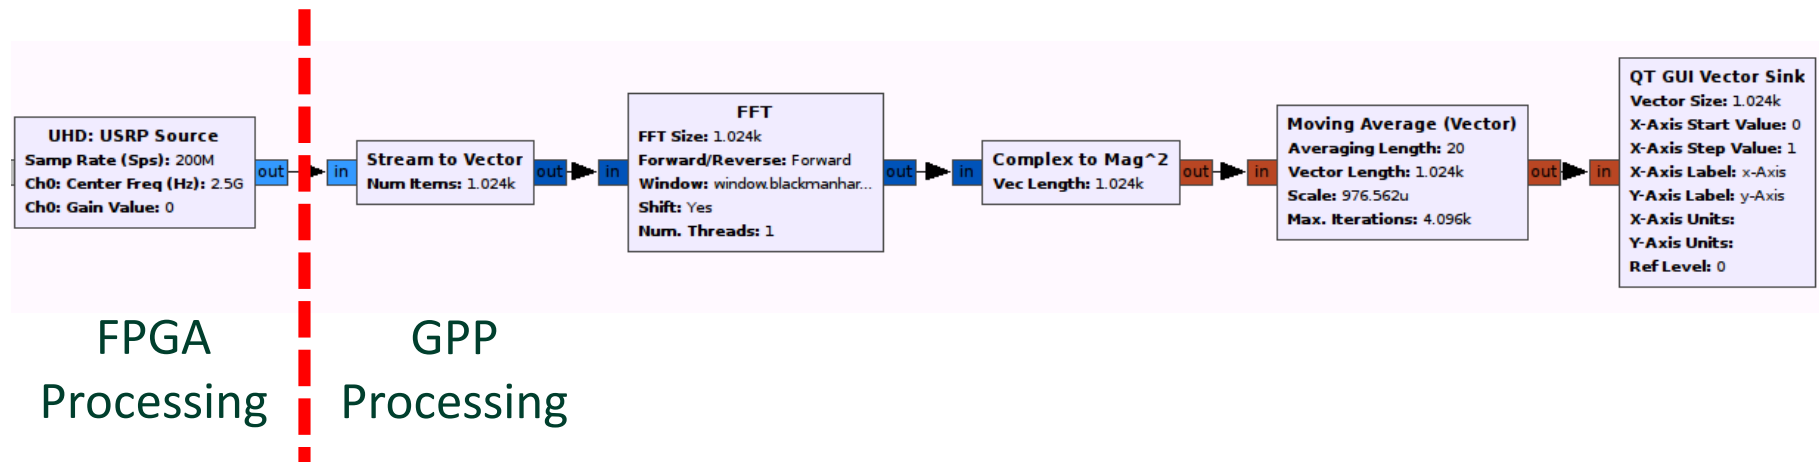 UHD: USRP Source
Samp Rate (Sps): 200M
Ch0: Center Freq (Hz): 2.5G
Ch0: Gain Value: 0
out
in
Stream to Vector
Num Items: 1.024k
out
in
FFT
FFT Size: 1.024k
Forward/Reverse: Forward
Window: window.blackmanhar...
Shift: Yes
Num. Threads: 1
out
in
Complex to Mag^2
Vec Length: 1.024k
out
in
Moving Average (Vector)
Averaging Length: 20
Vector Length: 1.024k
Scale: 976.562u
Max. Iterations: 4.096k
out
in
QT GUI Vector Sink
Vector Size: 1.024k
X-Axis Start Value: 0
X-Axis Step Value: 1
X-Axis Label: x-Axis
Y-Axis Label: y-Axis
X-Axis Units:
Y-Axis Units:
Ref Level: 0
FPGA
Processing
GPP
Processing